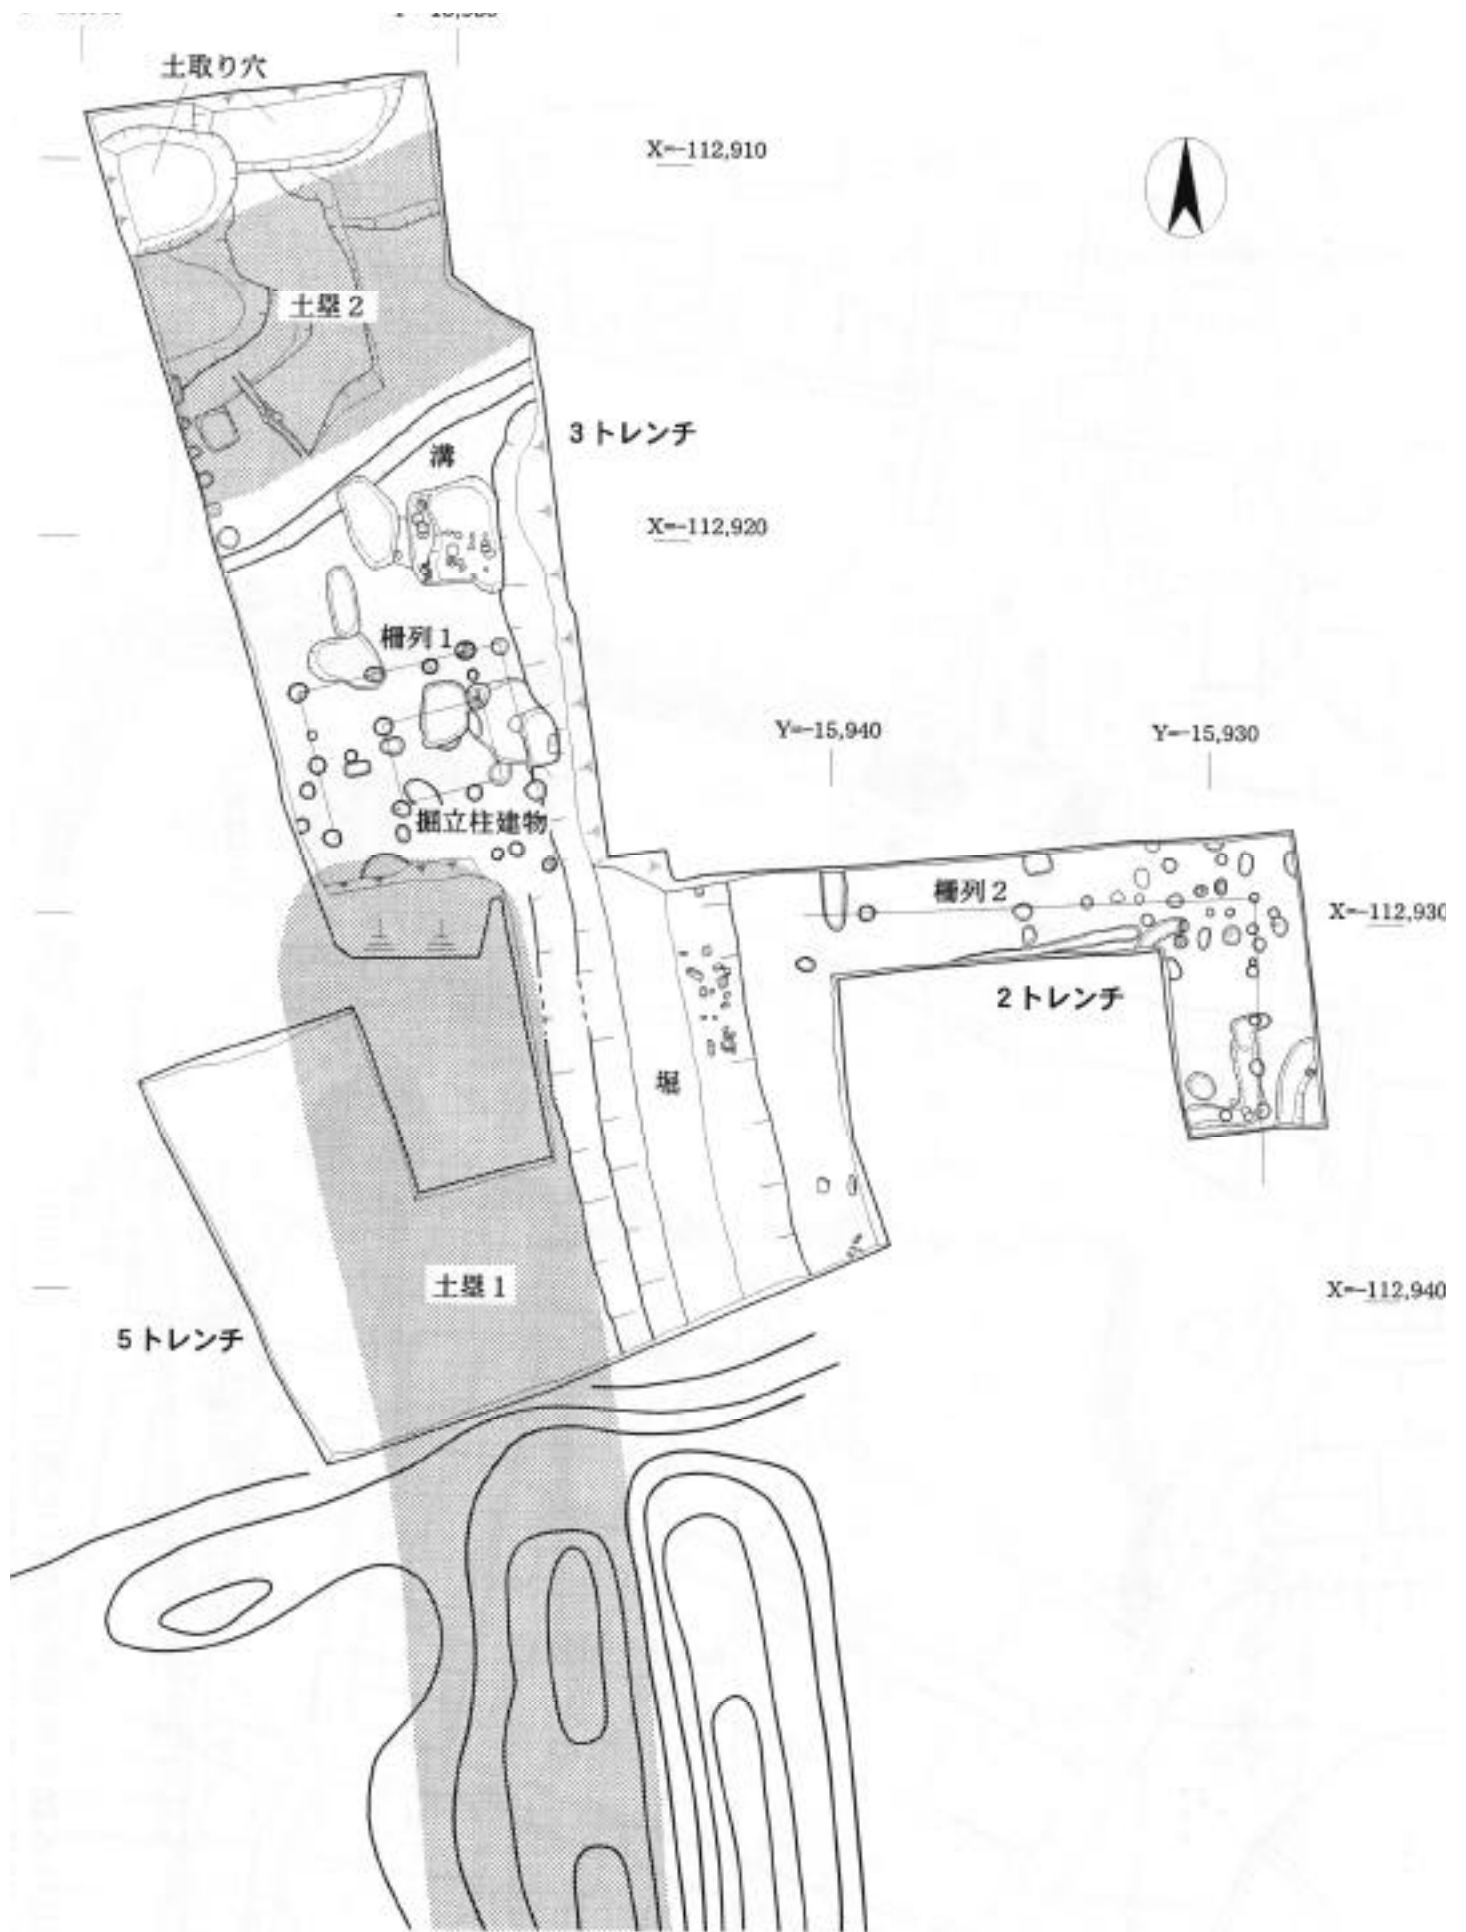 土取り穴
X=-112,910
土塁2
3トレンチ
溝
X=-112,920
柵列1
Y=-15,940
Y=-15,930
掘立柱建物
柵列2
X=-112,930
2トレンチ
堀
土塁1
X=-112,940
5トレンチ